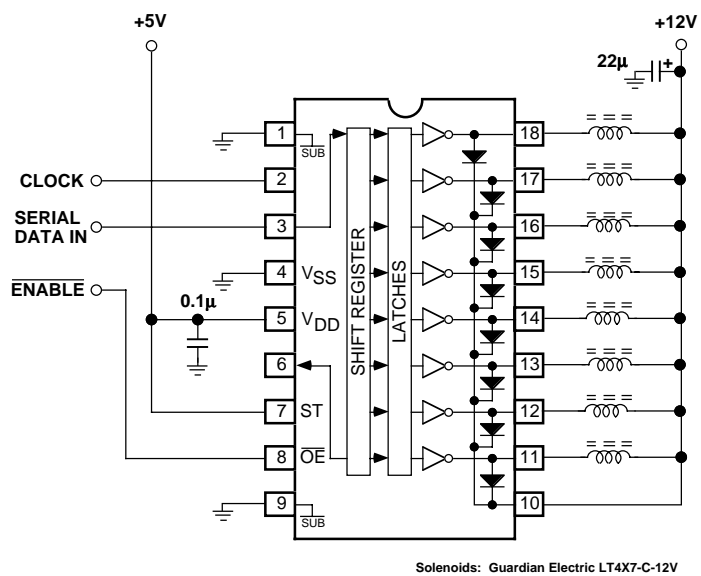 +5V
+12V
22μ
+
1
SUB
18
CLOCK
2
17
SERIAL
DATA IN
3
16
ENABLE
4
VSS
15
0.1μ
5
VDD
14
6
13
7
ST
12
8
OE
11
9
SUB
10
SHIFT REGISTER
LATCHES
Solenoids: Guardian Electric LT4X7-C-12V